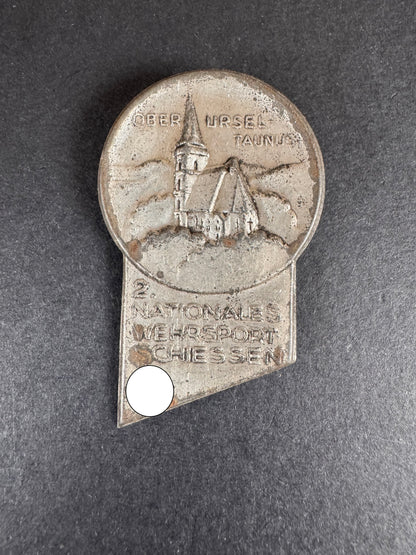 OBER URSEL-
TAUNUS
2.
NATIONALES
WEHRSPORT
SCHIESSEN